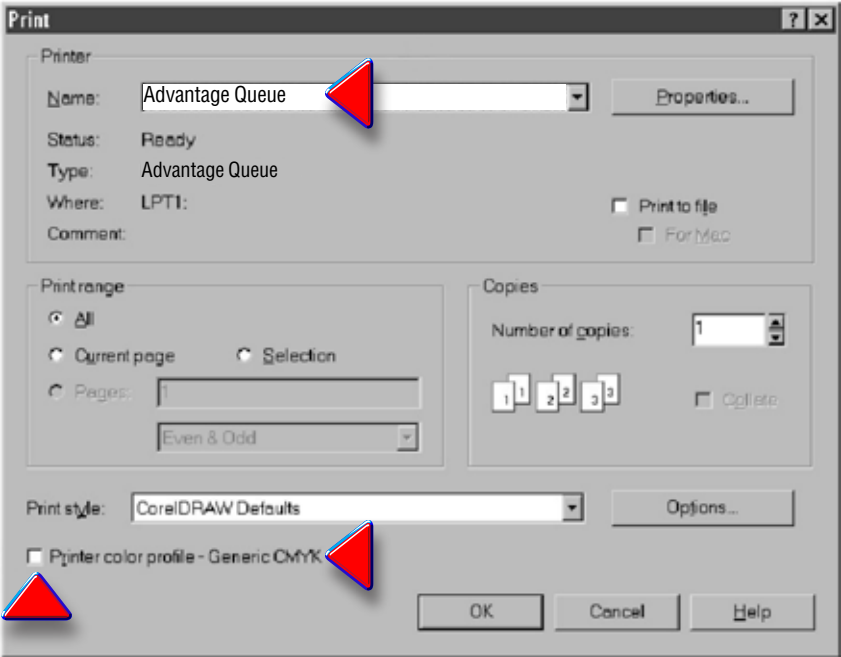 Print
Printer
Name: Advantage Queue
Properties...
Status: Ready
Type: Advantage Queue
Where: LPT1:
Comment:
Print to file
For Mac
Print range
All
Current page Selection
Pages: 1
Even & Odd
Copies
Number of copies: 1
1 1 2 2 3 3
Collate
Print style: CorelDRAW Defaults
Options...
Printer color profile - Generic CMYK
OK Cancel Help